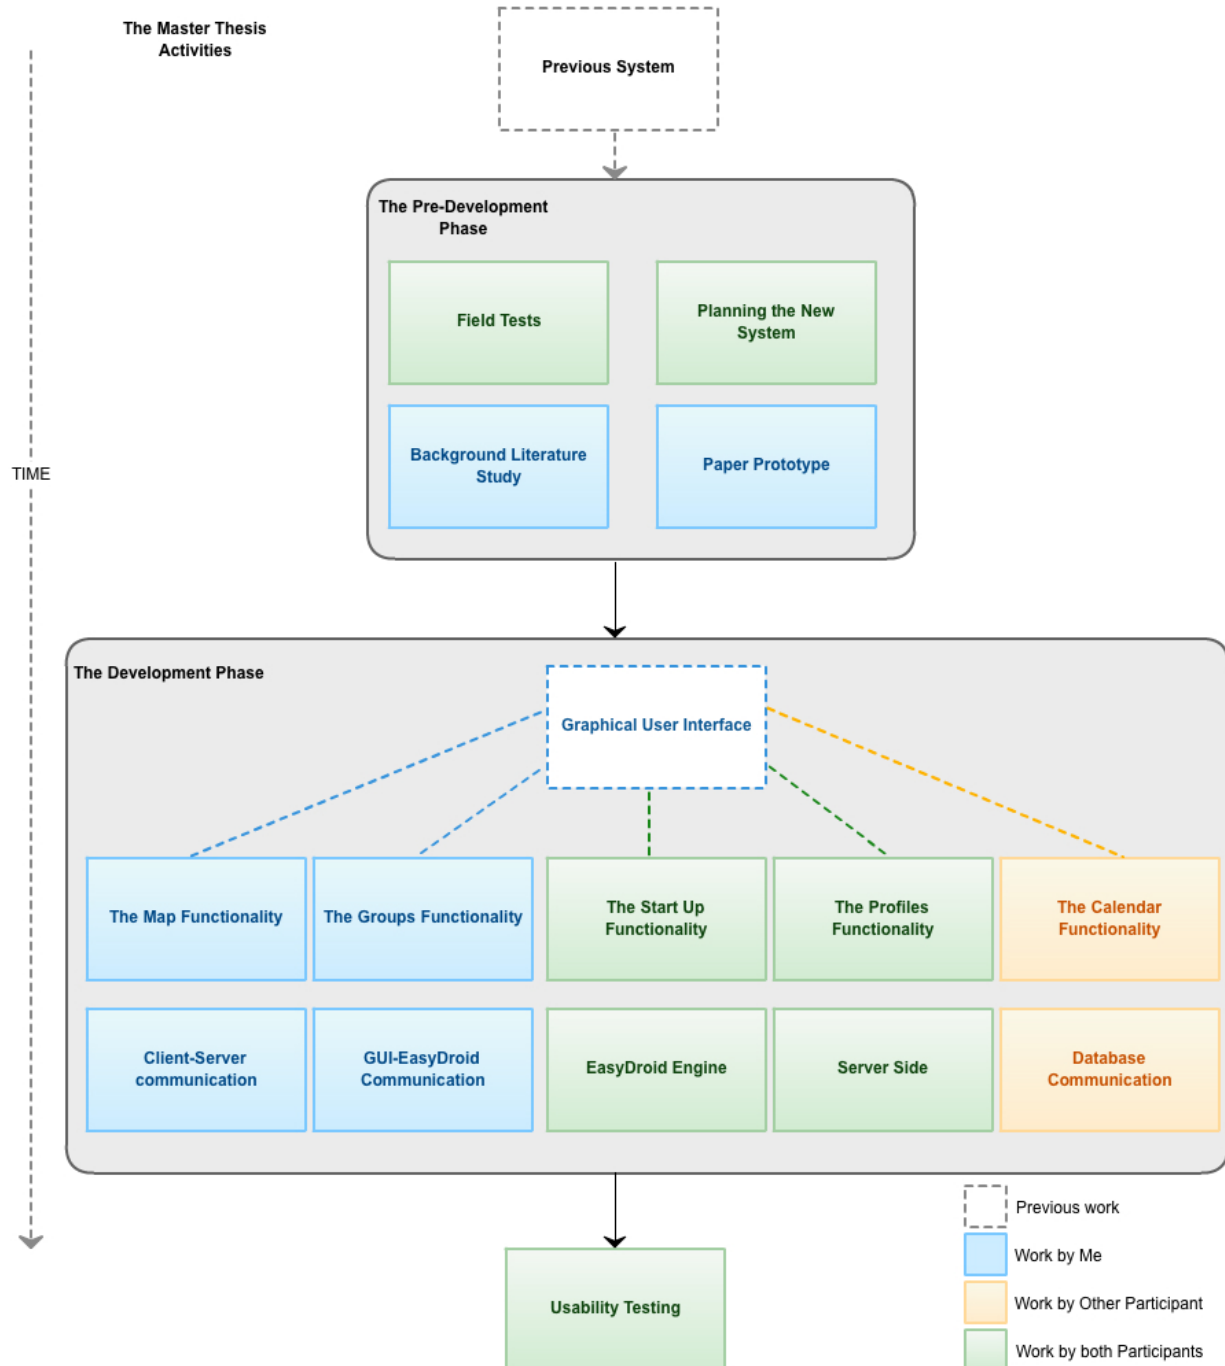 The Master Thesis
Activities
Previous System
The Pre-Development
Phase
Field Tests
Planning the New
System
Background Literature
Study
Paper Prototype
TIME
The Development Phase
Graphical User Interface
The Map Functionality
The Groups Functionality
The Start Up
Functionality
The Profiles
Functionality
The Calendar
Functionality
Client-Server
communication
GUI-EasyDroid
Communication
EasyDroid Engine
Server Side
Database
Communication
Usability Testing
Previous work
Work by Me
Work by Other Participant
Work by both Participants